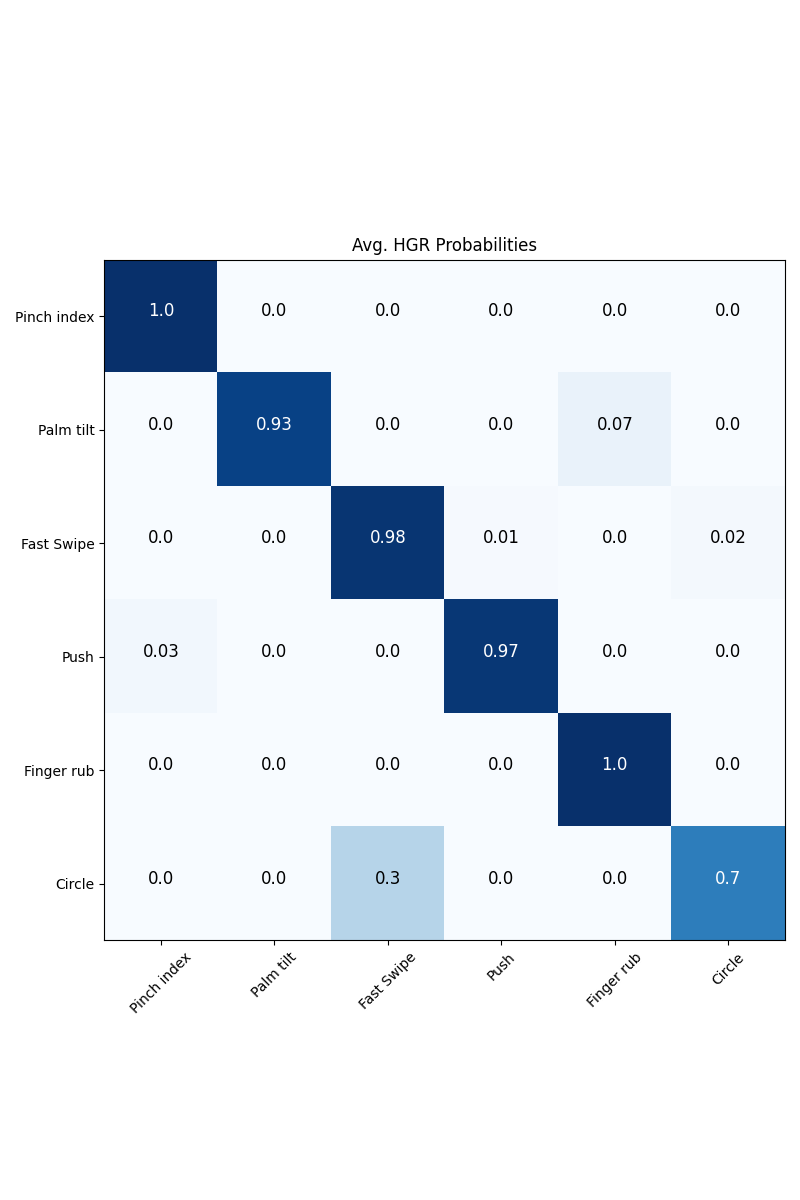 Avg. HGR Probabilities
Pinch index 1.0 0.0 0.0 0.0 0.0 0.0
Palm tilt 0.0 0.93 0.0 0.0 0.07 0.0
Fast Swipe 0.0 0.0 0.98 0.01 0.0 0.02
Push 0.03 0.0 0.0 0.97 0.0 0.0
Finger rub 0.0 0.0 0.0 0.0 1.0 0.0
Circle 0.0 0.0 0.3 0.0 0.0 0.7
Pinch index Palm tilt Fast Swipe Push Finger rub Circle